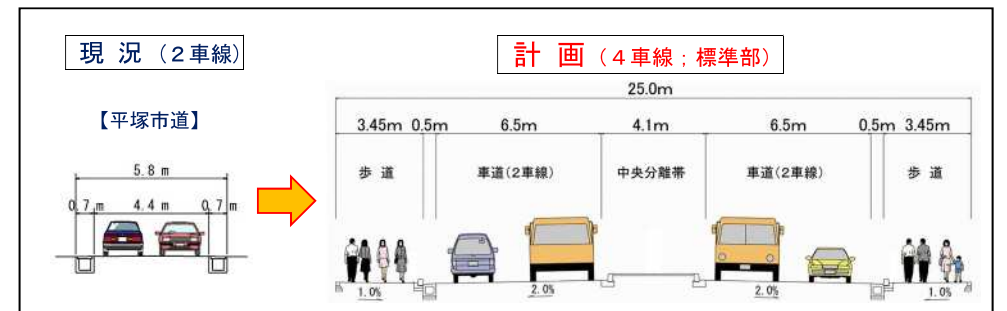 現 況 (２車線)
計 画 (４車線；標準部)
25.0m
【平塚市道】
3.45m 0.5m 6.5m 4.1m 6.5m 0.5m 3.45m
5.8 m
歩 道 車道(2車線) 中央分離帯 車道(2車線) 歩 道
0.7 m 4.4 m 0.7 m
1.0% 2.0% 2.0% 1.0%